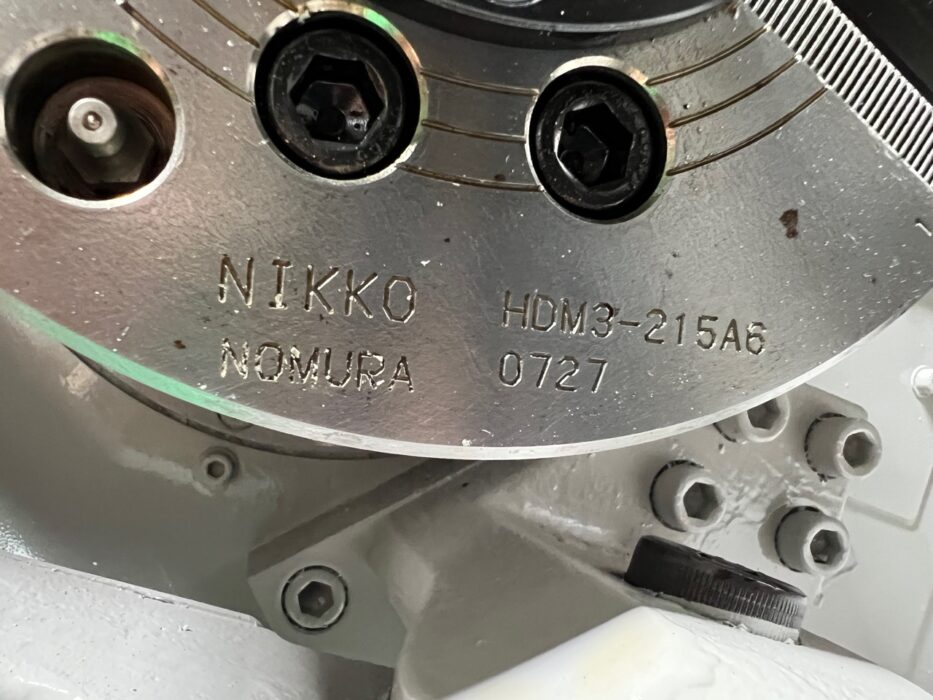 NIKKO
NOMURA
HDM3-215A6
0727